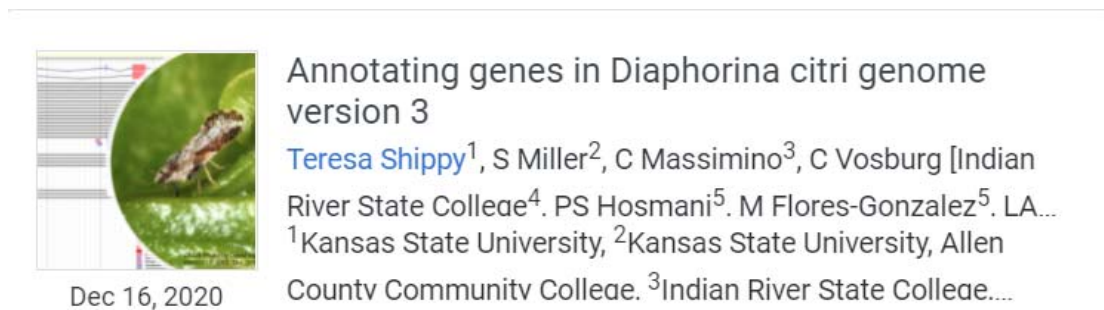 Annotating genes in Diaphorina citri genome
version 3
Teresa Shippy1, S Miller2, C Massimino3, C Vosburg [Indian
River State College4. PS Hosmani5. M Flores-Gonzalez5. LA...
1Kansas State University, 2Kansas State University, Allen
County Community College. 3Indian River State College....
Dec 16, 2020